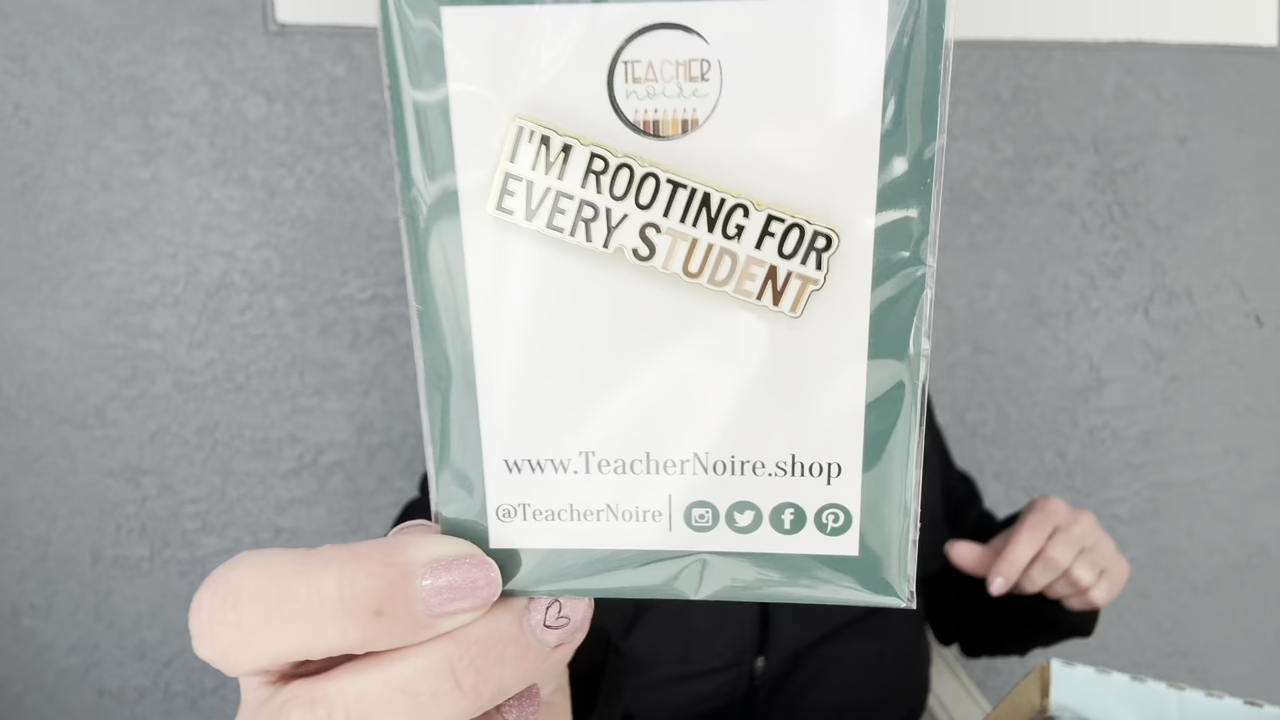 TEACHER
noire
I'M ROOTING FOR
EVERY STUDENT
www.TeacherNoire.shop
@TeacherNoire